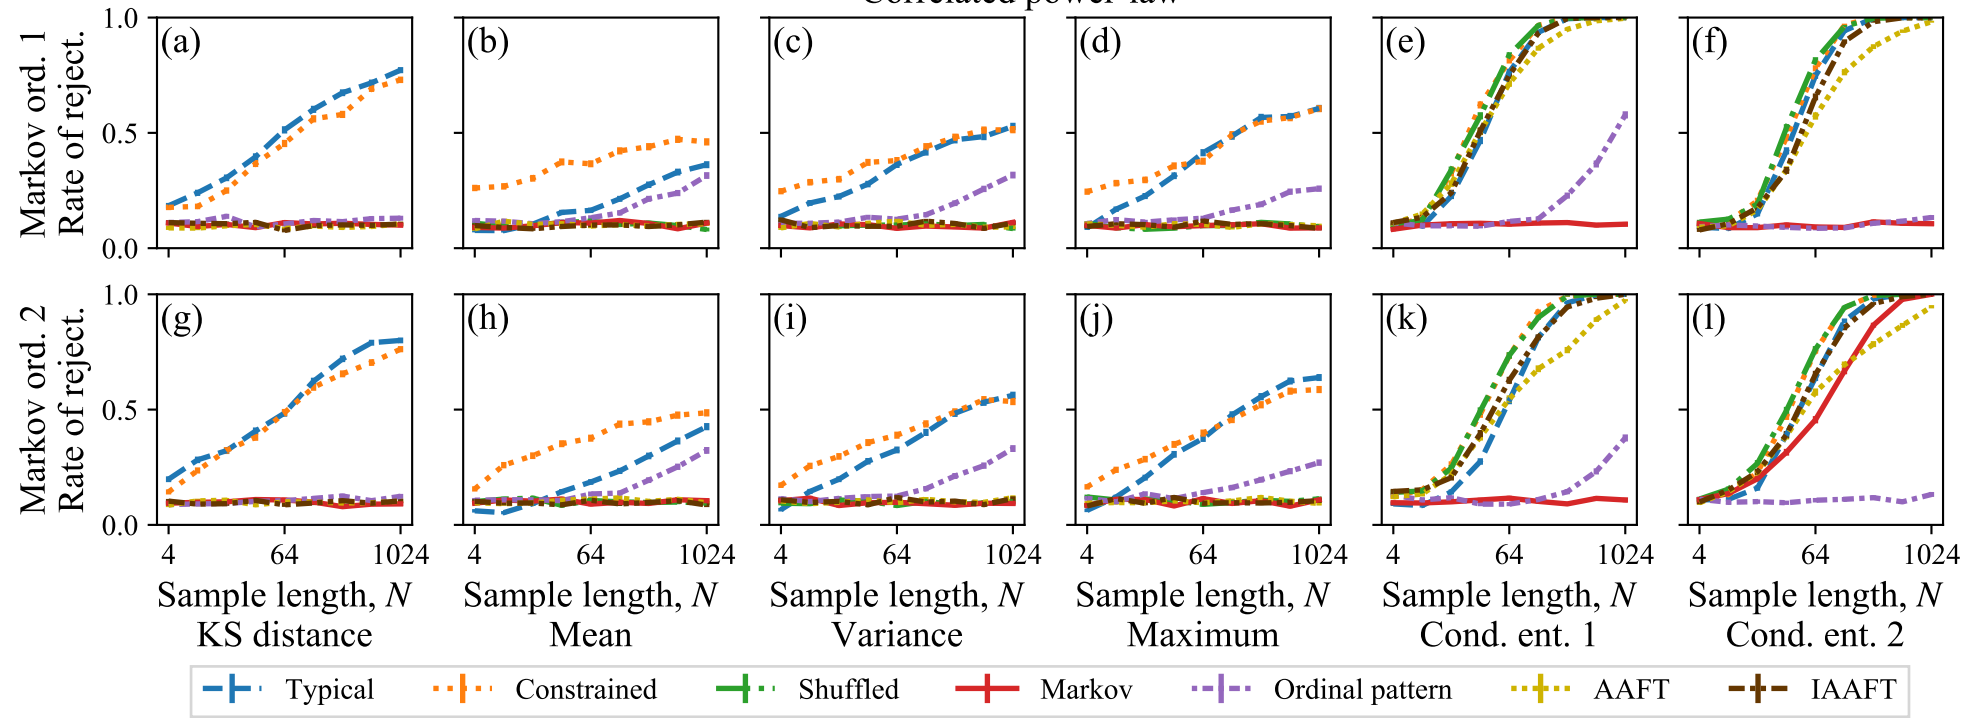 Correlated power-law
Markov ord. 1
Rate of reject.
1.0
0.5
0.0
(a)
(b)
(c)
(d)
(e)
(f)
Markov ord. 2
Rate of reject.
1.0
0.5
0.0
(g)
(h)
(i)
(j)
(k)
(l)
4 64 1024
4 64 1024
4 64 1024
4 64 1024
4 64 1024
4 64 1024
Sample length, N
KS distance
Sample length, N
Mean
Sample length, N
Variance
Sample length, N
Maximum
Sample length, N
Cond. ent. 1
Sample length, N
Cond. ent. 2
Typical Constrained Shuffled Markov Ordinal pattern AAFT IAAFT